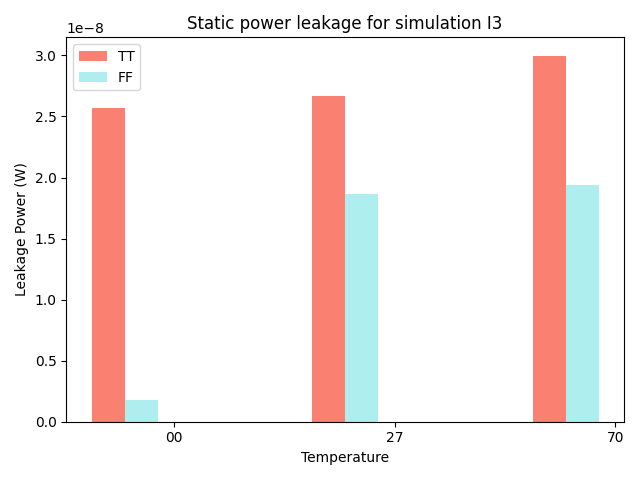 Static power leakage for simulation I3
1e−8
TT
FF
3.0
2.5
2.0
1.5
1.0
0.5
0.0
Leakage Power (W)
00 27 70
Temperature